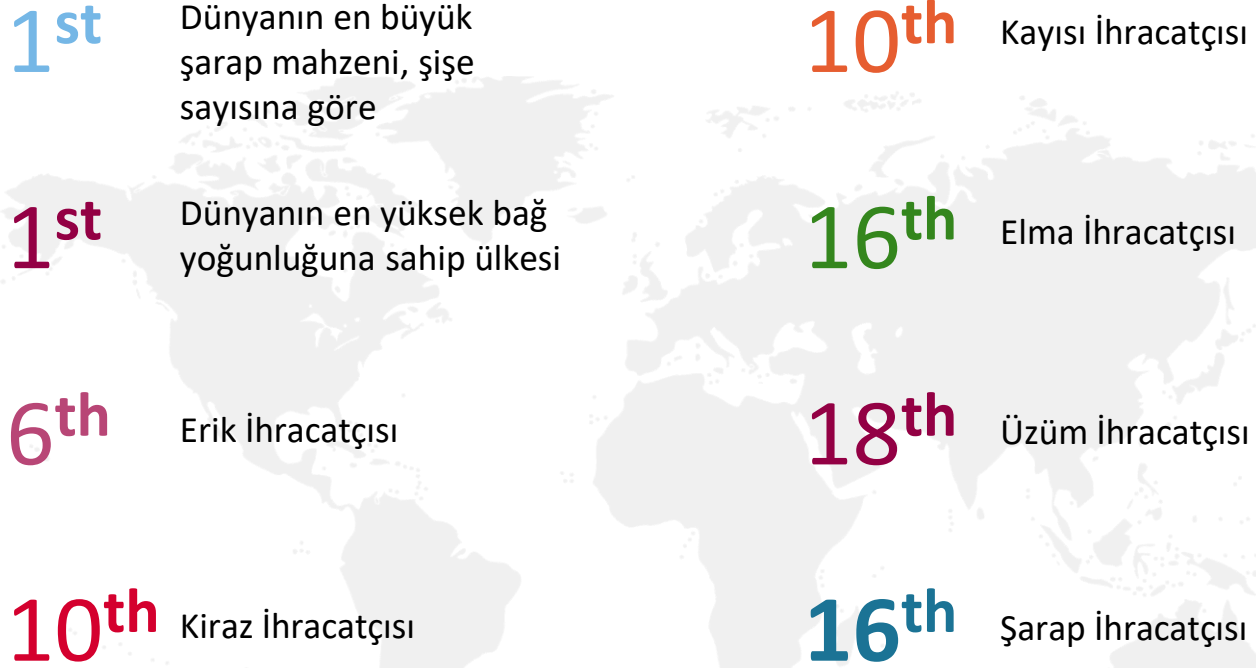 1st
Dünyanın en büyük
şarap mahzeni, şişe
sayısına göre
1st
Dünyanın en yüksek bağ
yoğunluğuna sahip ülkesi
6th
Erik İhracatçısı
10th
Kiraz İhracatçısı
10th
Kayısı İhracatçısı
16th
Elma İhracatçısı
18th
Üzüm İhracatçısı
16th
Şarap İhracatçısı